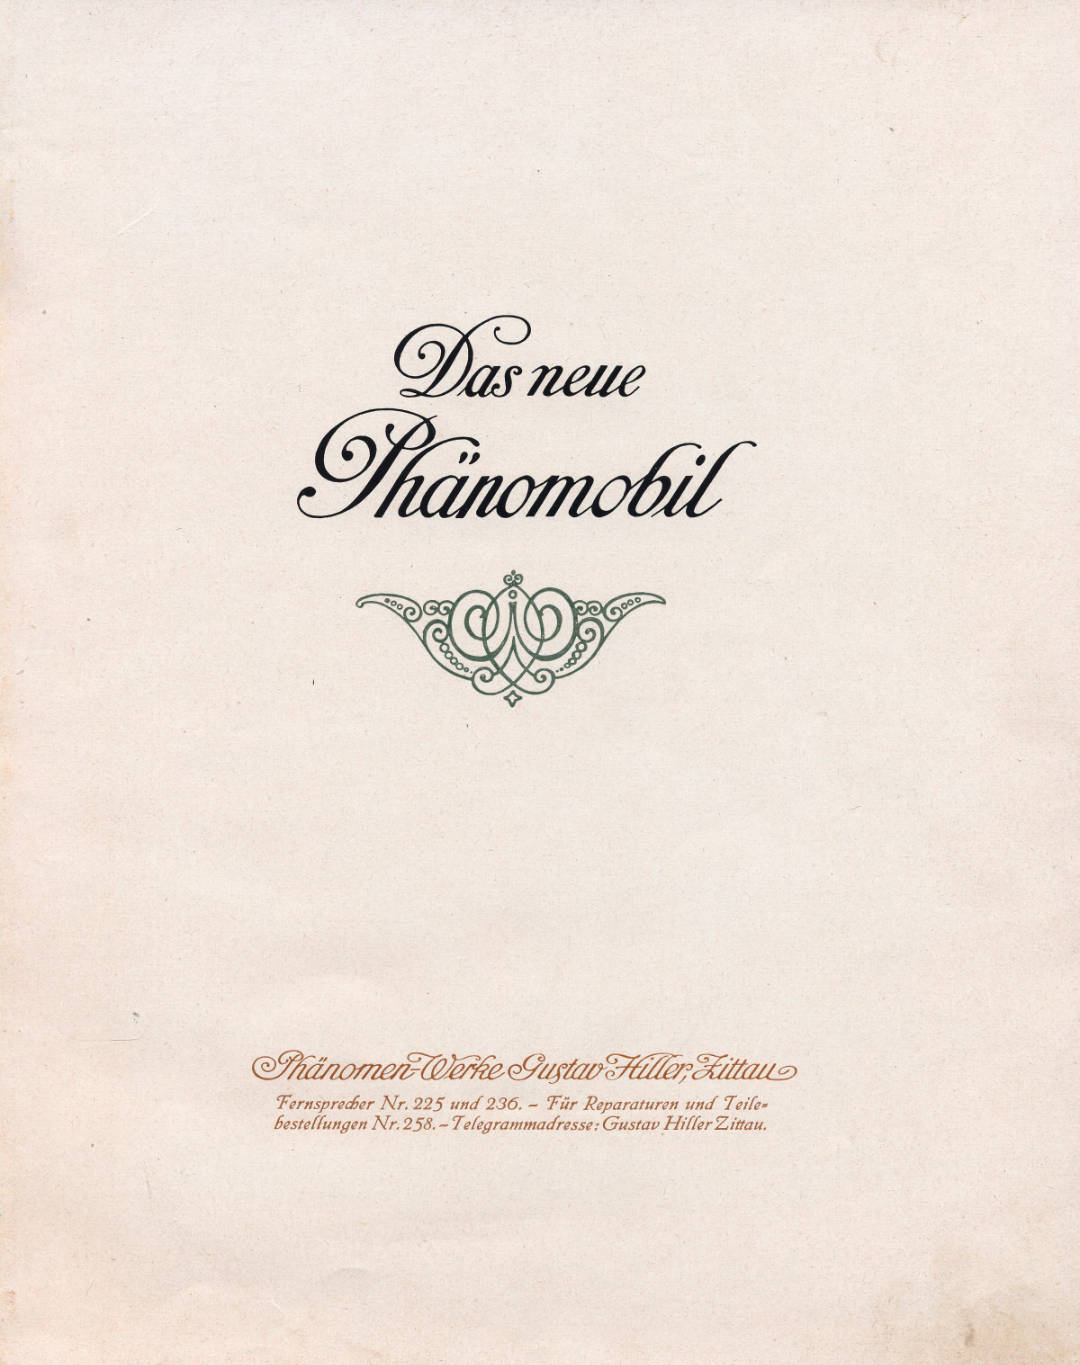 Das neue
Phänomobil
Phänomen-Werke Gustav Hiller, Zittau
Fernsprecher Nr. 225 und 236. – Für Reparaturen und Teile=
bestellungen Nr. 258. – Telegrammadresse: Gustav Hiller Zittau.